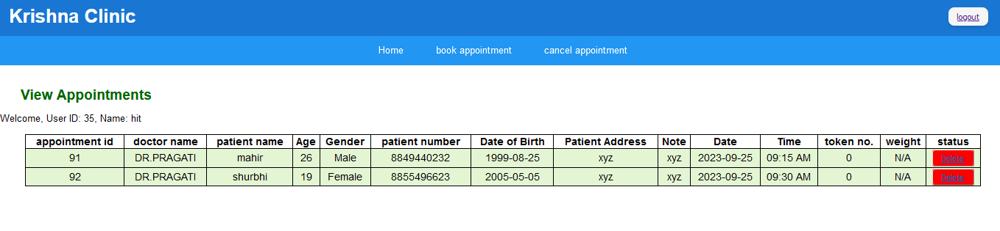 Krishna Clinic
logout
Home book appointment cancel appointment
View Appointments
Welcome, User ID: 35, Name: hit
appointment id doctor name patient name Age Gender patient number Date of Birth Patient Address Note Date Time token no. weight status
91 DR.PRAGATI mahir 26 Male 8849440232 1999-08-25 xyz xyz 2023-09-25 09:15 AM 0 N/A Delete
92 DR.PRAGATI shurbhi 19 Female 8855496623 2005-05-05 xyz xyz 2023-09-25 09:30 AM 0 N/A Delete